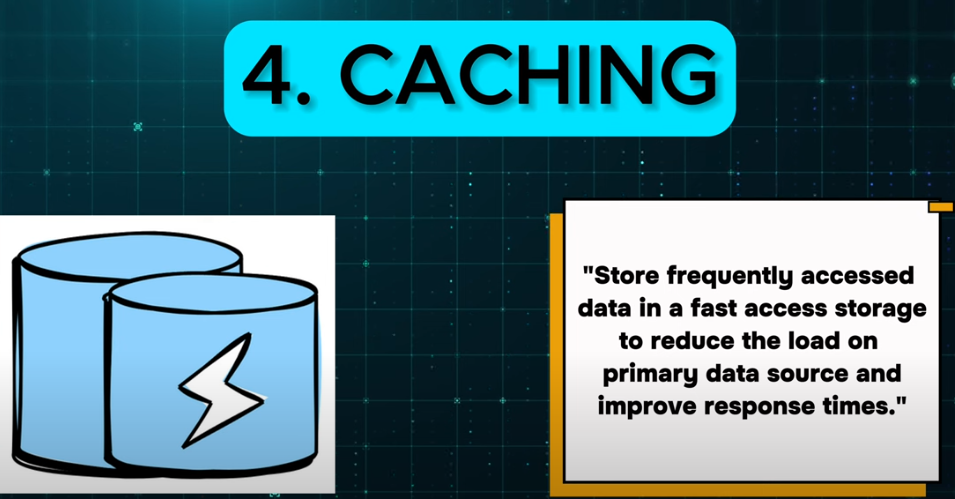 4. CACHING
"Store frequently accessed
data in a fast access storage
to reduce the load on
primary data source and
improve response times."